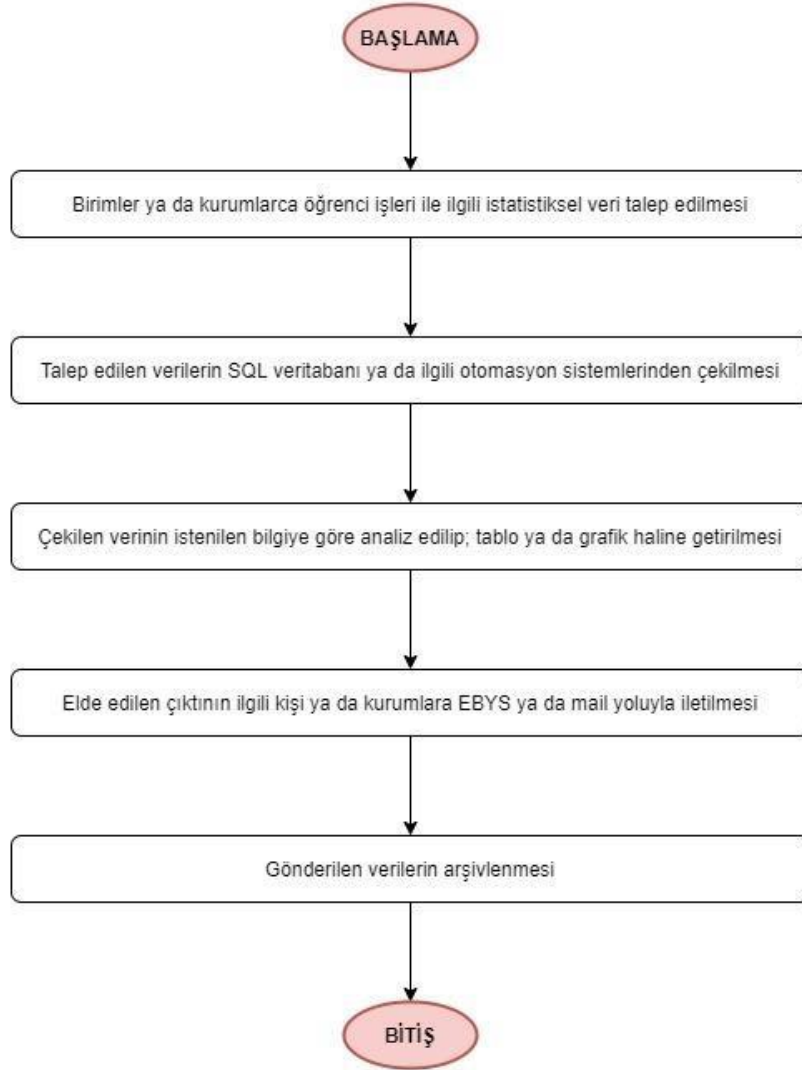 BAŞLAMA
Birimler ya da kurumlarca öğrenci işleri ile ilgili istatistiksel veri talep edilmesi
Talep edilen verilerin SQL veritabanı ya da ilgili otomasyon sistemlerinden çekilmesi
Çekilen verinin istenilen bilgiye göre analiz edilip; tablo ya da grafik haline getirilmesi
Elde edilen çıktının ilgili kişi ya da kurumlara EBYS ya da mail yoluyla iletilmesi
Gönderilen verilerin arşivlenmesi
BİTİŞ